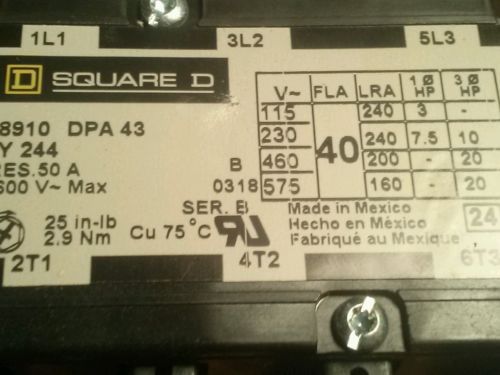 1L1 3L2 5L3
D SQUARE D
8910 DPA 43
Y 244
RES. 50 A
600 V~ Max
B
0318
V~ FLA LRA 1Ø HP 3Ø HP
115 40 240 3 -
230 240 7.5 10
460 200 - 20
575 160 - 20
SER. B
25 in-lb
2.9 Nm
Cu 75°C
Made in Mexico
Hecho en México
Fabriqué au Mexique
24
2T1 4T2 6T3